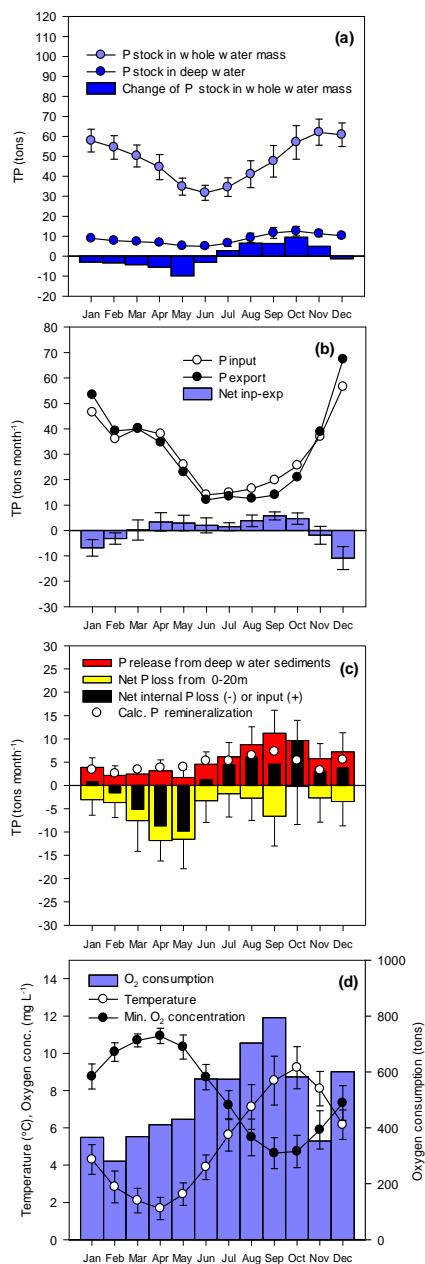 (a)
P stock in whole water mass
P stock in deep water
Change of P stock in whole water mass
TP (tons)
120
110
100
90
80
70
60
50
40
30
20
10
0
-10
-20
Jan Feb Mar Apr May Jun Jul Aug Sep Oct Nov Dec
(b)
P input
P export
Net inp-exp
TP (tons month⁻¹)
80
70
60
50
40
30
20
10
0
-10
-20
-30
Jan Feb Mar Apr May Jun Jul Aug Sep Oct Nov Dec
(c)
P release from deep water sediments
Net P loss from 0-20m
Net internal P loss (-) or input (+)
Calc. P remineralization
TP (tons month⁻¹)
30
25
20
15
10
5
0
-5
-10
-15
-20
-25
-30
Jan Feb Mar Apr May Jun Jul Aug Sep Oct Nov Dec
(d)
O₂ consumption
Temperature
Min. O₂ concentration
Temperature (°C), Oxygen conc. (mg L⁻¹)
14
12
10
8
6
4
2
0
Oxygen consumption (tons)
1000
800
600
400
200
0
Jan Feb Mar Apr May Jun Jul Aug Sep Oct Nov Dec